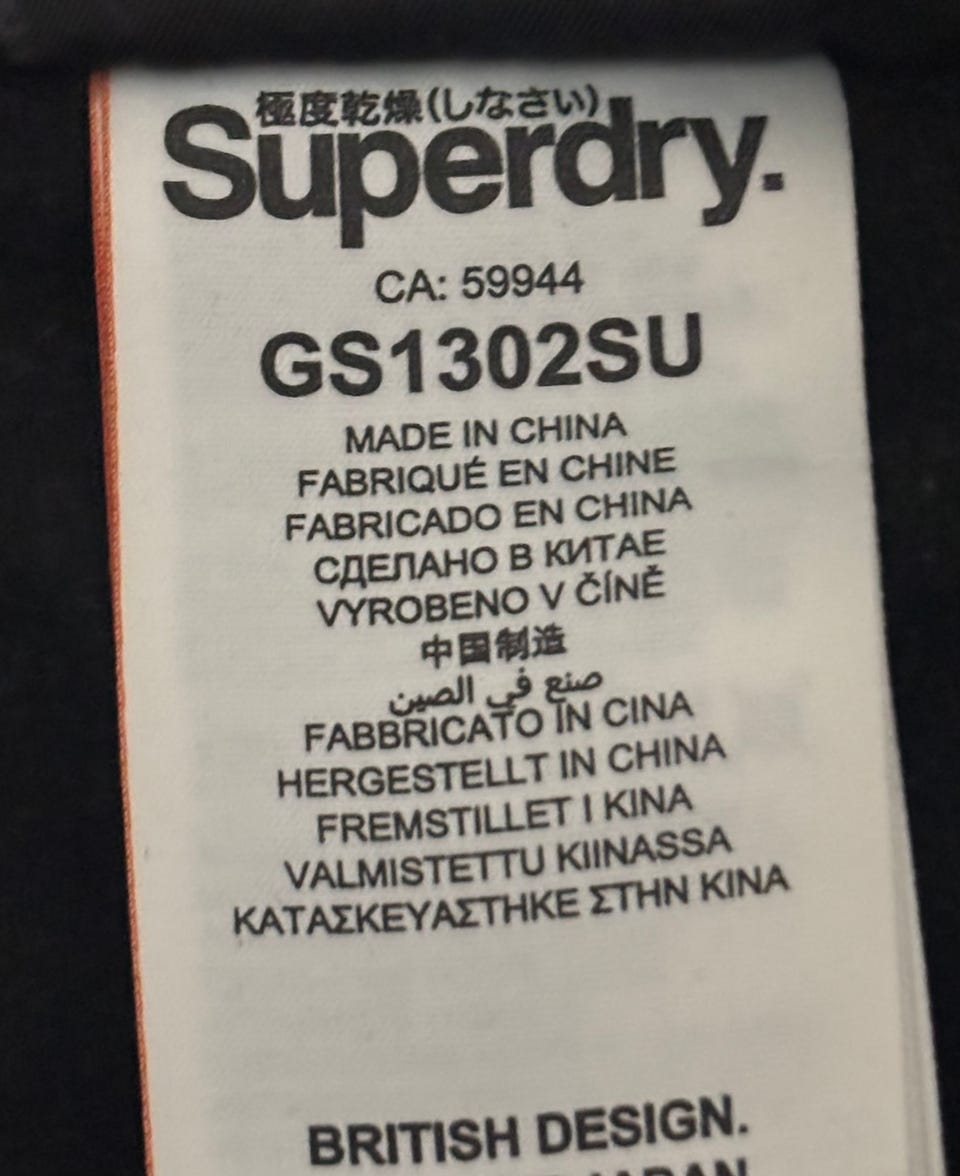 極度乾燥(しなさい)
Superdry.
CA: 59944
GS1302SU
MADE IN CHINA
FABRIQUÉ EN CHINE
FABRICADO EN CHINA
СДЕЛАНО В КИТАЕ
VYROBENO V ČÍNĚ
中国制造
صنع في الصين
FABBRICATO IN CINA
HERGESTELLT IN CHINA
FREMSTILLET I KINA
VALMISTETTU KIINASSA
ΚΑΤΑΣΚΕΥΑΣΤΗΚΕ ΣΤΗΝ ΚΙΝΑ
BRITISH DESIGN.
JAPAN